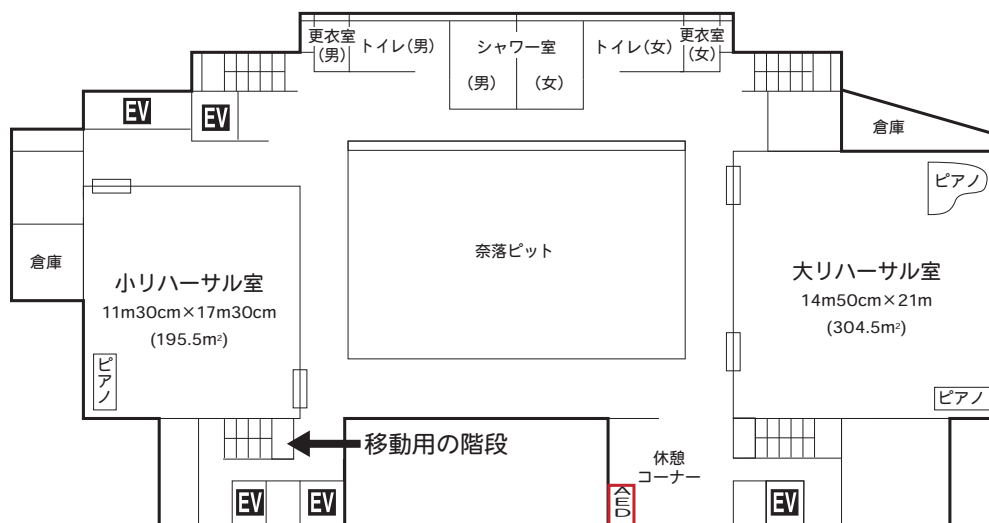 更衣室
(男)
トイレ(男)
シャワー室
(男)
(女)
トイレ(女)
更衣室
(女)
EV
EV
倉庫
ピアノ
倉庫
小リハーサル室
11m30cm×17m30cm
(195.5m²)
奈落ピット
大リハーサル室
14m50cm×21m
(304.5m²)
ピアノ
ピアノ
移動用の階段
休憩
コーナー
AED
EV
EV
EV